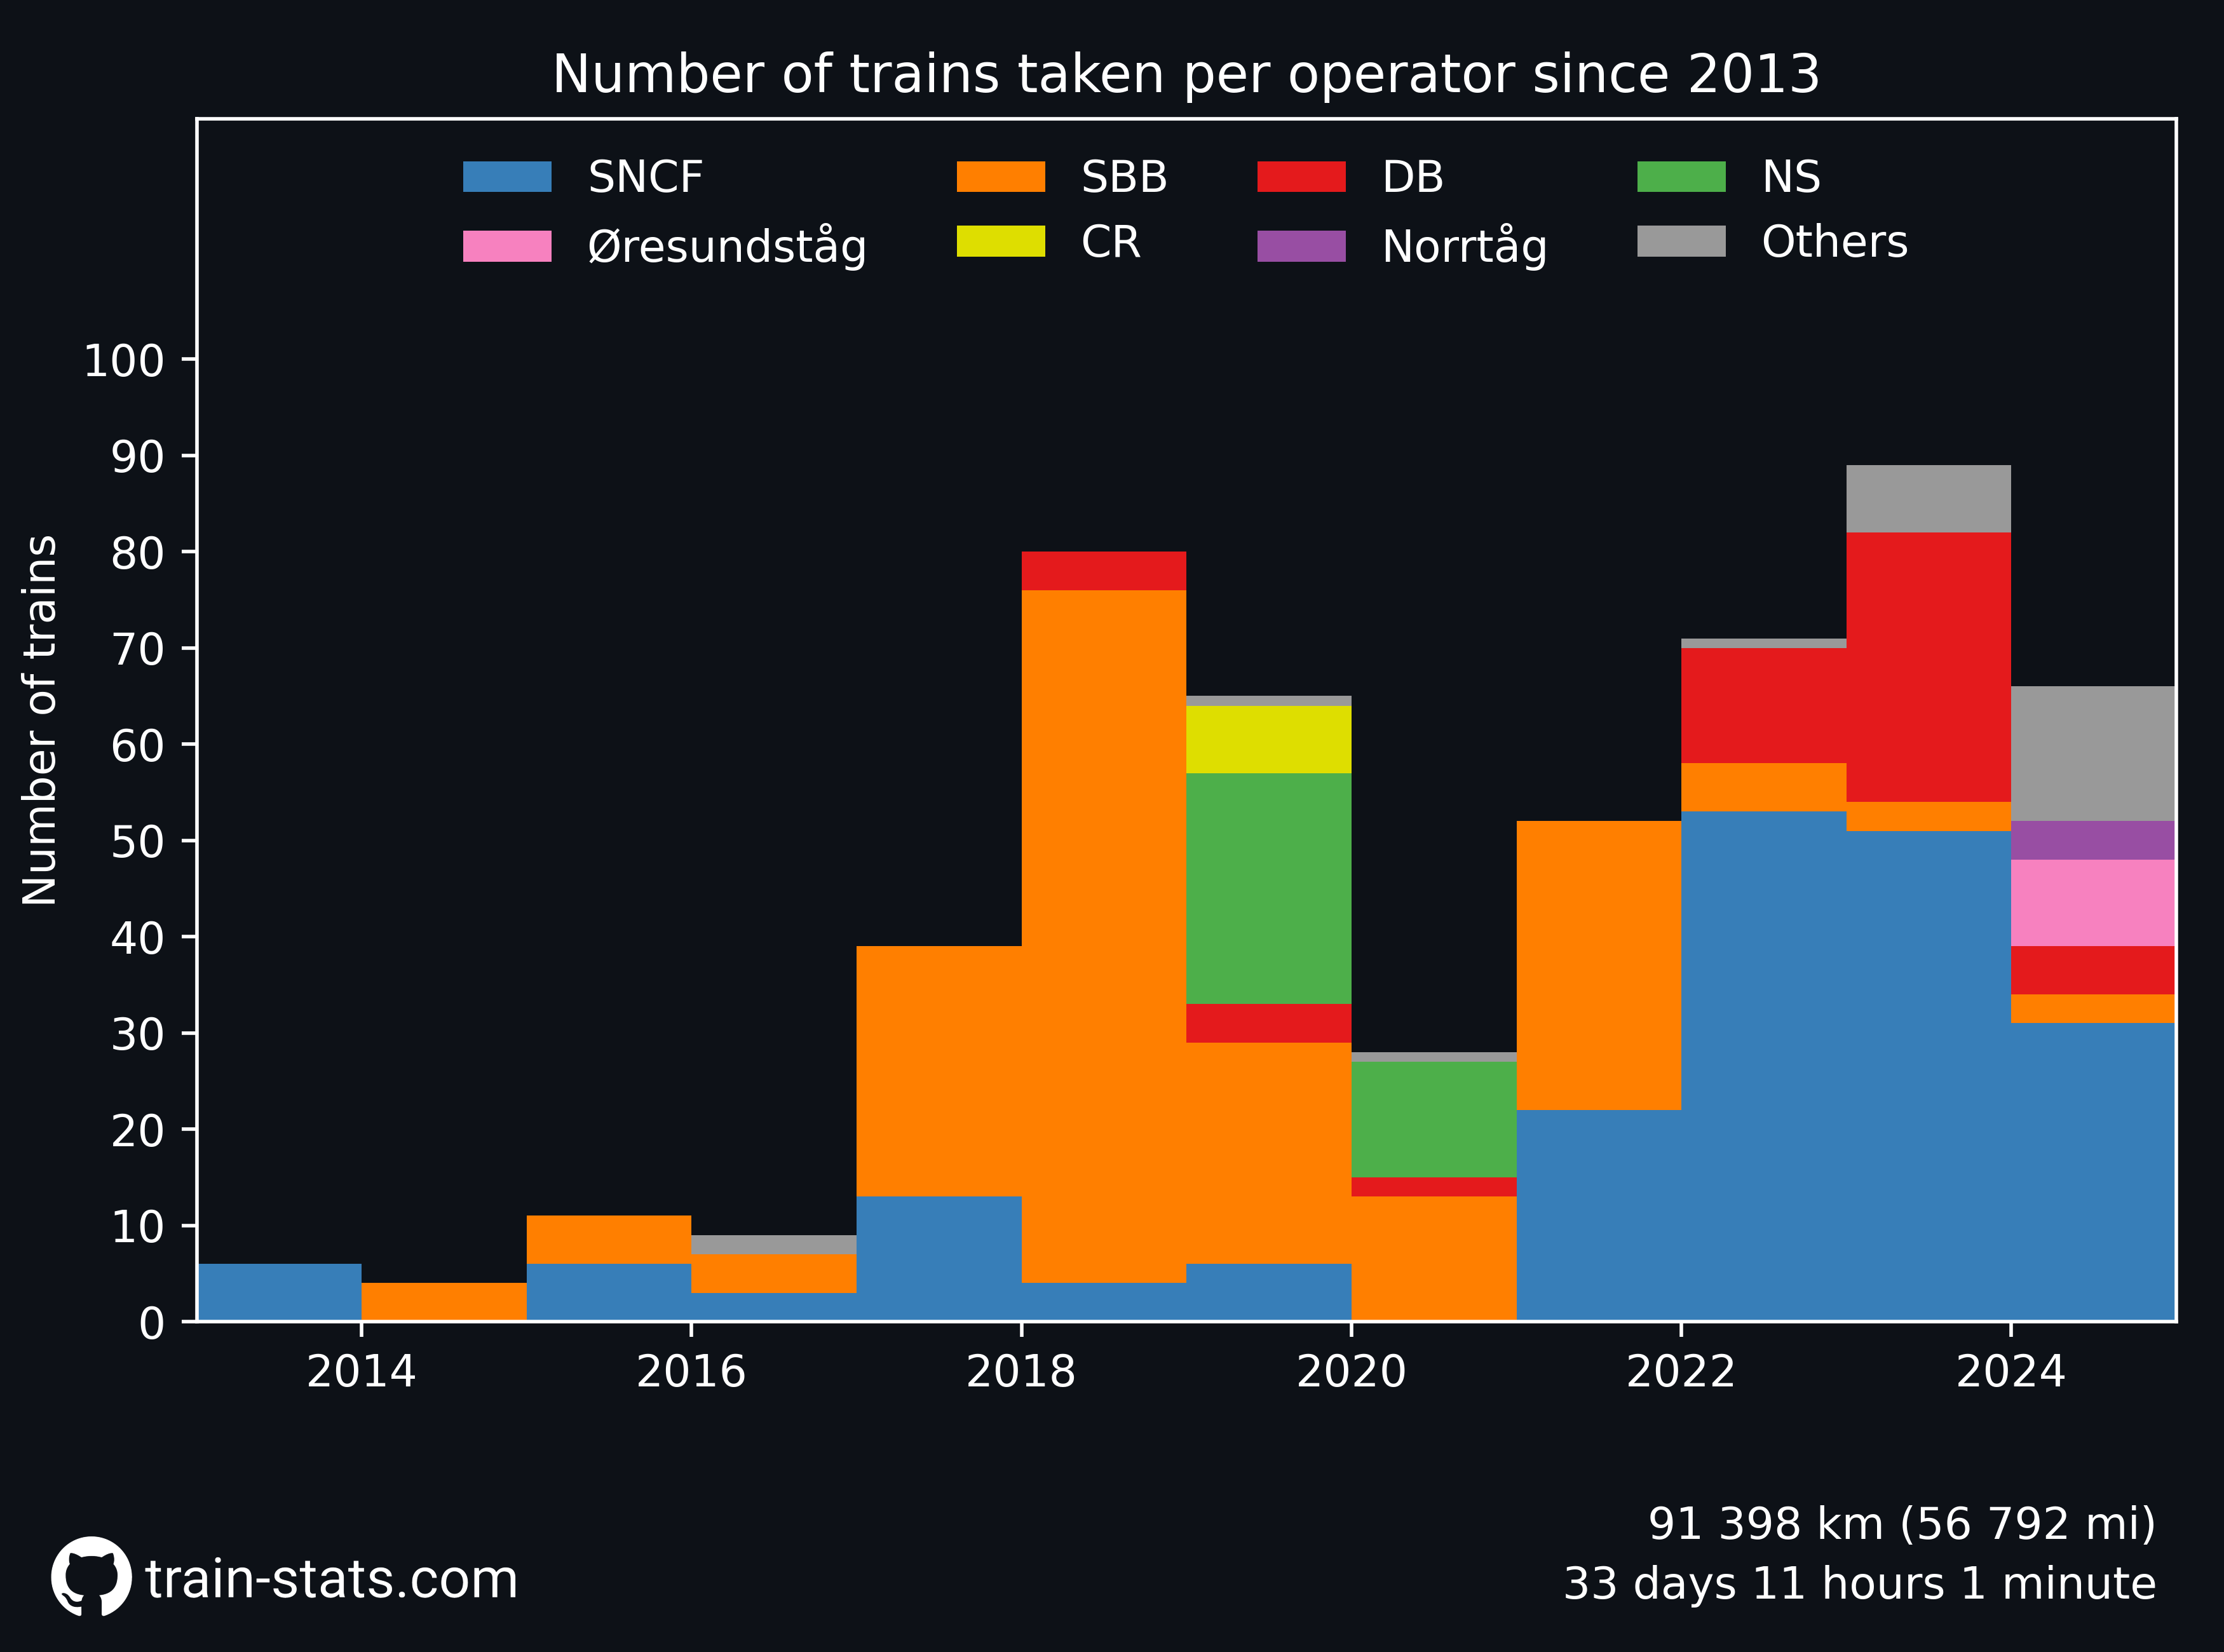 Number of trains taken per operator since 2013
SNCF SBB DB NS
Øresundståg CR Norrtåg Others
Number of trains
100
90
80
70
60
50
40
30
20
10
0
2014 2016 2018 2020 2022 2024
91 398 km (56 792 mi)
33 days 11 hours 1 minute
train-stats.com